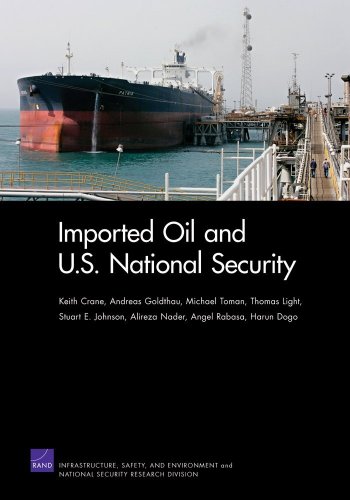 Imported Oil and
U.S. National Security
Keith Crane, Andreas Goldthau, Michael Toman, Thomas Light,
Stuart E. Johnson, Alireza Nader, Angel Rabasa, Harun Dogo
RAND
INFRASTRUCTURE, SAFETY, AND ENVIRONMENT and
NATIONAL SECURITY RESEARCH DIVISION